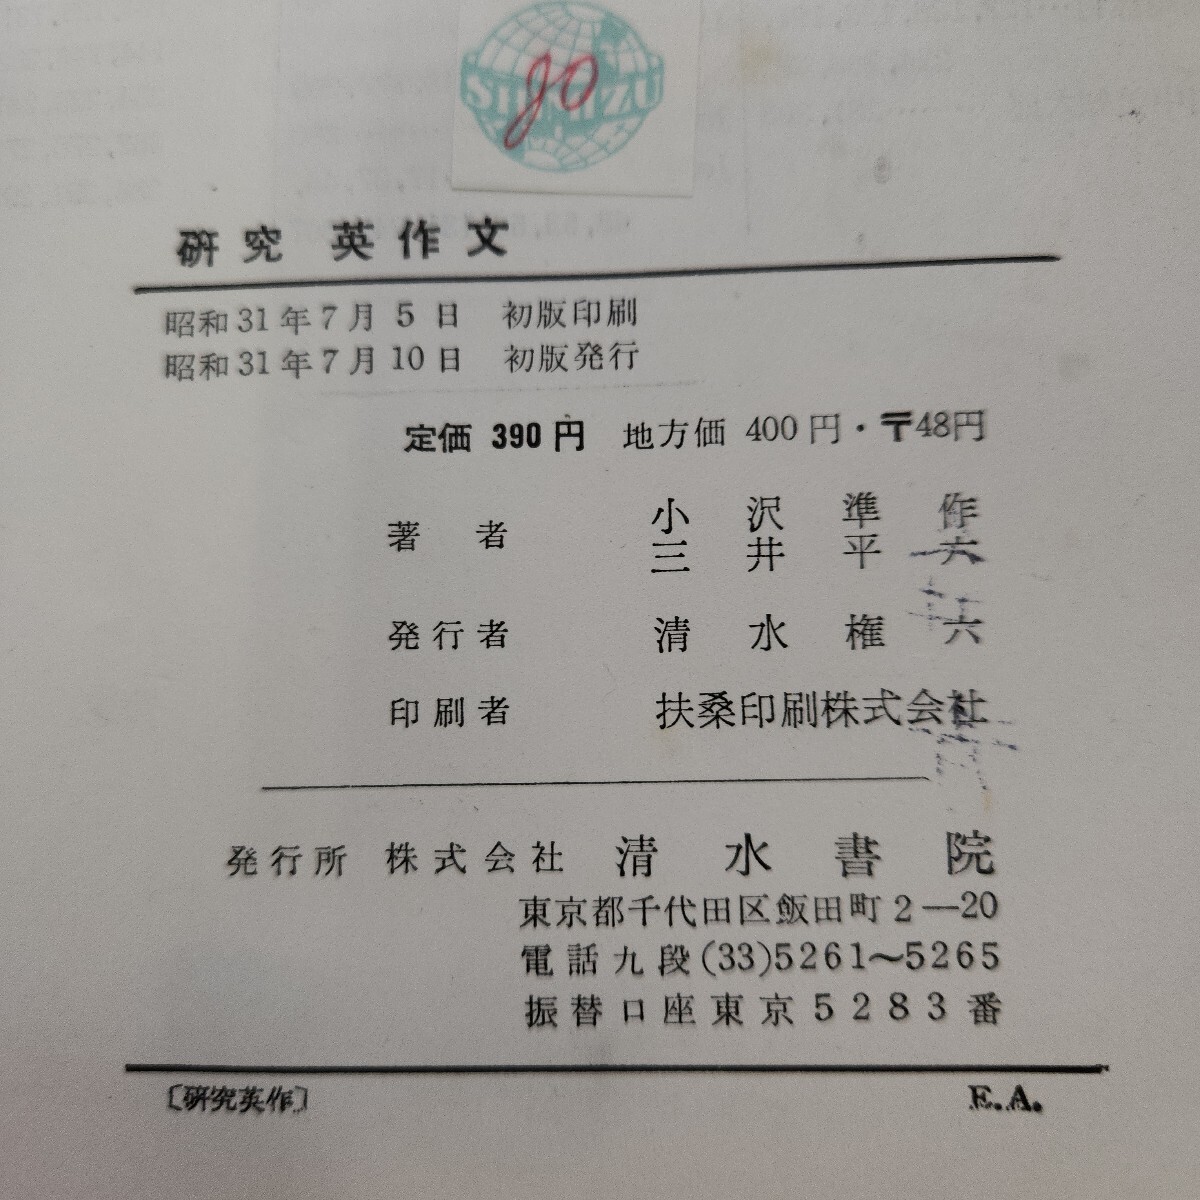 SHIMIZU
研究 英作文
昭和31年7月5日 初版印刷
昭和31年7月10日 初版発行
定価 390円 地方価 400円・〒48円
著者 小沢準作
三井平六
発行者 清水権六
印刷者 扶桑印刷株式会社
発行所 株式会社 清水書院
東京都千代田区飯田町2—20
電話九段(33)5261〜5265
振替口座東京5283番
〔研究英作〕 E.A.